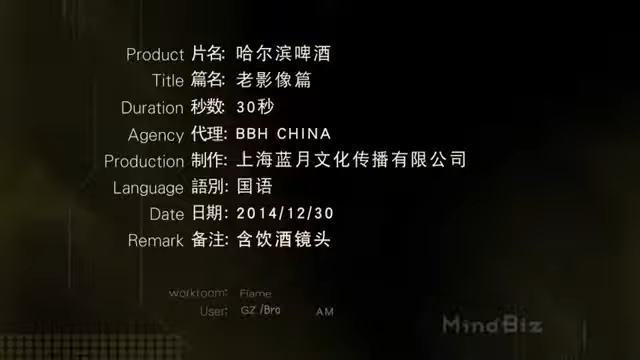 Product 片名: 哈尔滨啤酒
Title 篇名: 老影像篇
Duration 秒数: 30秒
Agency 代理: BBH CHINA
Production 制作: 上海蓝月文化传播有限公司
Language 語別: 国语
Date 日期: 2014/12/30
Remark 备注: 含饮酒镜头
workroom: Flame
User: GZ /Bro AM
MindBiz